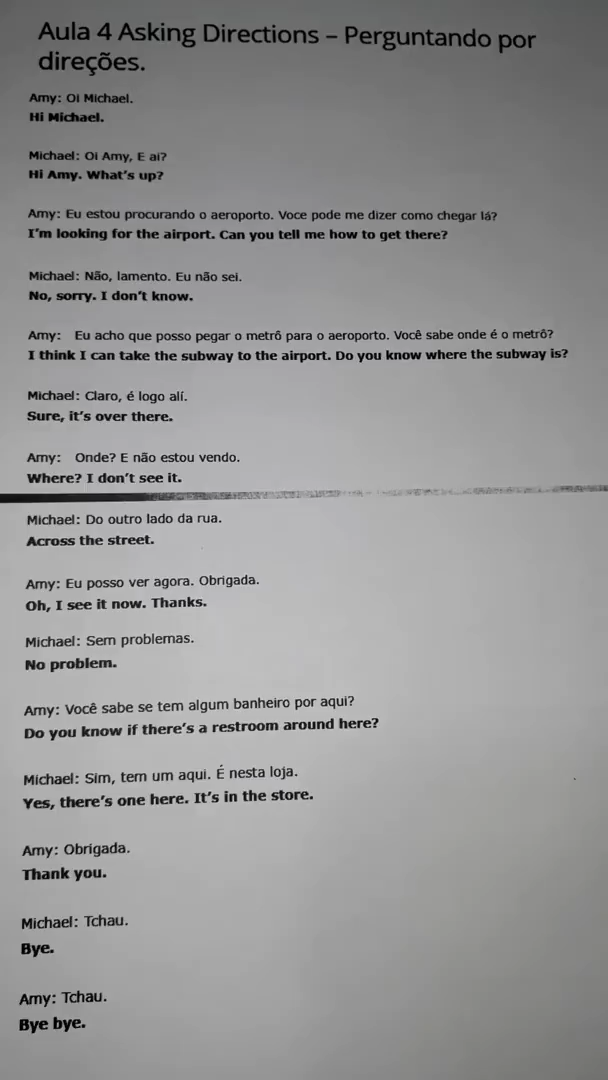 Aula 4 Asking Directions – Perguntando por
direções.
Amy: Oi Michael.
Hi Michael.
Michael: Oi Amy, E ai?
Hi Amy. What's up?
Amy: Eu estou procurando o aeroporto. Voce pode me dizer como chegar lá?
I'm looking for the airport. Can you tell me how to get there?
Michael: Não, lamento. Eu não sei.
No, sorry. I don't know.
Amy: Eu acho que posso pegar o metrô para o aeroporto. Você sabe onde é o metrô?
I think I can take the subway to the airport. Do you know where the subway is?
Michael: Claro, é logo alí.
Sure, it's over there.
Amy: Onde? E não estou vendo.
Where? I don't see it.
Michael: Do outro lado da rua.
Across the street.
Amy: Eu posso ver agora. Obrigada.
Oh, I see it now. Thanks.
Michael: Sem problemas.
No problem.
Amy: Você sabe se tem algum banheiro por aqui?
Do you know if there's a restroom around here?
Michael: Sim, tem um aqui. É nesta loja.
Yes, there's one here. It's in the store.
Amy: Obrigada.
Thank you.
Michael: Tchau.
Bye.
Amy: Tchau.
Bye bye.